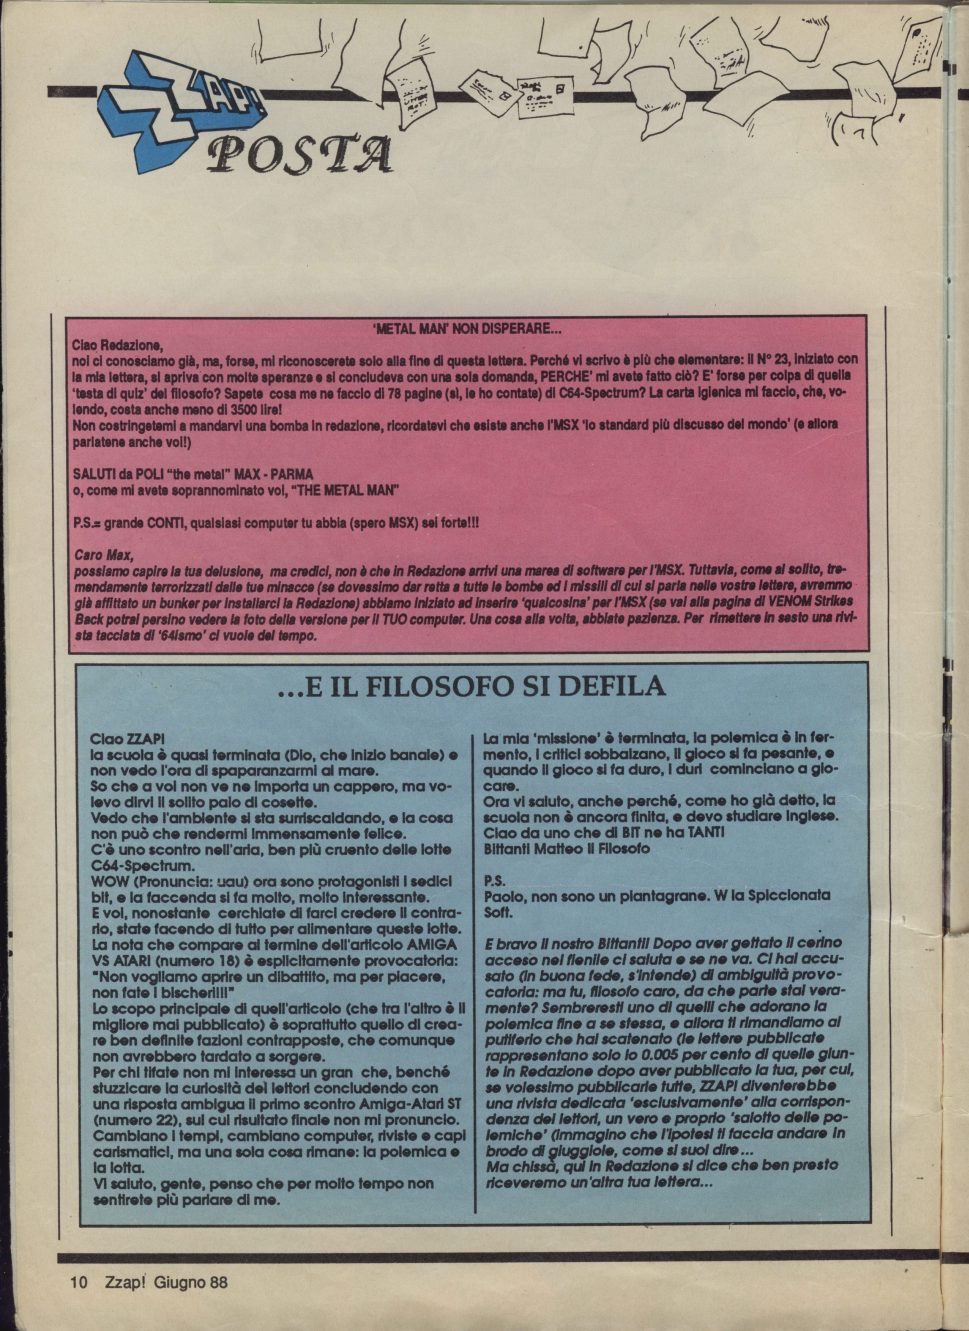 ZZAP!
POSTA
'METAL MAN' NON DISPERARE...
Ciao Redazione,
noi ci conosciamo già, ma, forse, mi riconoscerete solo alla fine di questa lettera. Perché vi scrivo è più che elementare: il N° 23, iniziato con
la mia lettera, si apriva con molte speranze e si concludeva con una sola domanda, PERCHE' mi avete fatto ciò? E' forse per colpa di quella
'testa di quiz' del filosofo? Sapete cosa me ne faccio di 78 pagine (sì, le ho contate) di C64-Spectrum? La carta igienica mi faccio, che, vo-
lendo, costa anche meno di 3500 lire!
Non costringetemi a mandarvi una bomba in redazione, ricordatevi che esiste anche l'MSX 'lo standard più discusso del mondo' (e allora
parlatene anche voi!)
SALUTI da POLI "the metal" MAX - PARMA
o, come mi avete soprannominato voi, "THE METAL MAN"
P.S.= grande CONTI, qualsiasi computer tu abbia (spero MSX) sei forte!!!
Caro Max,
possiamo capire la tua delusione, ma credici, non è che in Redazione arrivi una marea di software per l'MSX. Tuttavia, come al solito, tre-
mendamente terrorizzati dalle tue minacce (se dovessimo dar retta a tutte le bombe ed i missili di cui si parla nelle vostre lettere, avremmo
già affittato un bunker per installarci la Redazione) abbiamo iniziato ad inserire 'qualcosina' per l'MSX (se vai alla pagina di VENOM Strikes
Back potrai persino vedere la foto della versione per il TUO computer. Una cosa alla volta, abbiate pazienza. Per rimettere in sesto una rivi-
sta tacciata di '64ismo' ci vuole del tempo.
...E IL FILOSOFO SI DEFILA
Ciao ZZAP!
la scuola è quasi terminata (Dio, che inizio banale) e
non vedo l'ora di spaparanzarmi al mare.
So che a voi non ve ne importa un cappero, ma vo-
levo dirvi il solito paio di cosette.
Vedo che l'ambiente si sta surriscaldando, e la cosa
non può che rendermi immensamente felice.
C'è uno scontro nell'aria, ben più cruento delle lotte
C64-Spectrum.
WOW (Pronuncia: uau) ora sono protagonisti i sedici
bit, e la faccenda si fa molto, molto interessante.
E voi, nonostante cerchiate di farci credere il contra-
rio, state facendo di tutto per alimentare queste lotte.
La nota che compare al termine dell'articolo AMIGA
VS ATARI (numero 18) è esplicitamente provocatoria:
"Non vogliamo aprire un dibattito, ma per piacere,
non fate i bischeri!!!"
Lo scopo principale di quell'articolo (che tra l'altro è il
migliore mai pubblicato) è soprattutto quello di crea-
re ben definite fazioni contrapposte, che comunque
non avrebbero tardato a sorgere.
Per chi tifate non mi interessa un gran che, benché
stuzzicare la curiosità dei lettori concludendo con
una risposta ambigua il primo scontro Amiga-Atari ST
(numero 22), sul cui risultato finale non mi pronuncio.
Cambiano i tempi, cambiano computer, riviste e capi
carismatici, ma una sola cosa rimane: la polemica e
la lotta.
Vi saluto, gente, penso che per molto tempo non
sentirete più parlare di me.
La mia 'missione' è terminata, la polemica è in fer-
mento, i critici sobbalzano, il gioco si fa pesante, e
quando il gioco si fa duro, i duri cominciano a gio-
care.
Ora vi saluto, anche perché, come ho già detto, la
scuola non è ancora finita, e devo studiare inglese.
Ciao da uno che di BIT ne ha TANTI
Bittanti Matteo il Filosofo
P.S.
Paolo, non sono un piantagrane. W la Spiccionata
Soft.
E bravo il nostro Bittanti! Dopo aver gettato il cerino
acceso nel fienile ci saluta e se ne va. Ci hai accu-
sato (in buona fede, s'intende) di ambiguità provo-
catoria: ma tu, filosofo caro, da che parte stai vera-
mente? Sembreresti uno di quelli che adorano la
polemica fine a se stessa, e allora ti rimandiamo al
putiferio che hai scatenato (le lettere pubblicate
rappresentano solo lo 0.005 per cento di quelle giun-
te in Redazione dopo aver pubblicato la tua, per cui,
se volessimo pubblicarle tutte, ZZAP! diventerebbe
una rivista dedicata 'esclusivamente' alla corrispon-
denza dei lettori, un vero e proprio 'salotto delle po-
lemiche' (immagino che l'ipotesi ti faccia andare in
brodo di giuggiole, come si suol dire...
Ma chissà, qui in Redazione si dice che ben presto
riceveremo un'altra tua lettera...
10 Zzap! Giugno 88